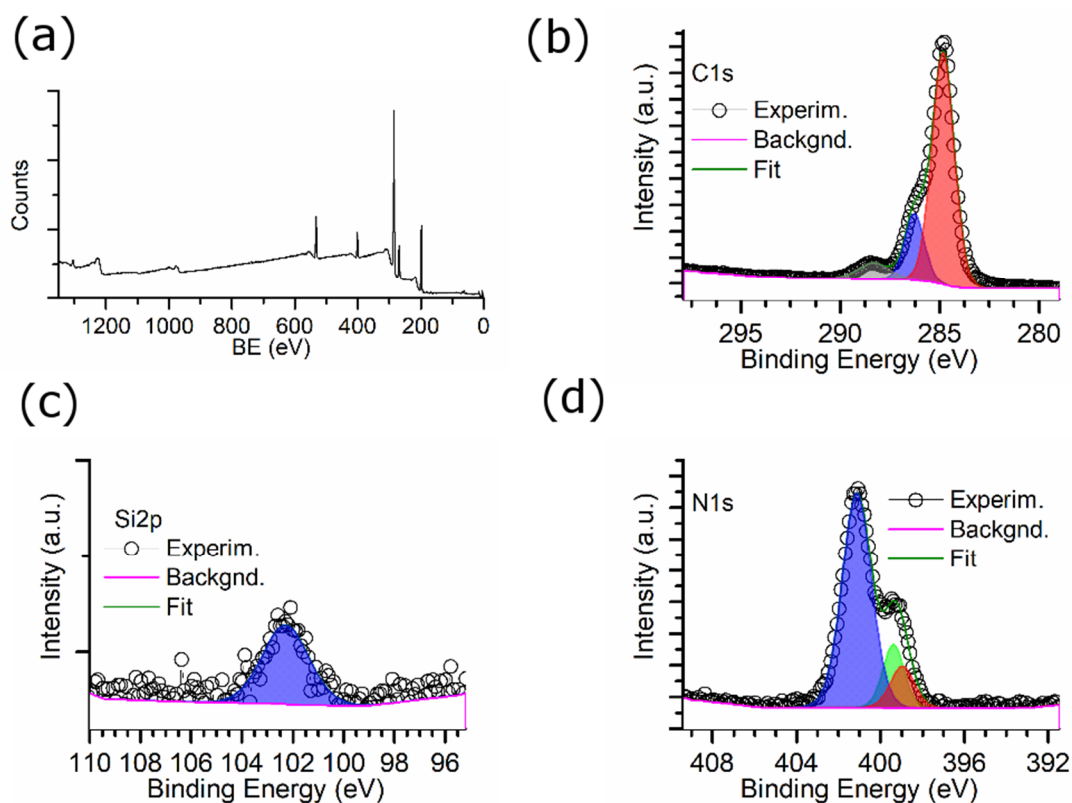 (a)
Counts
1200 1000 800 600 400 200 0
BE (eV)
(b)
C1s
Experim.
Backgnd.
Fit
Intensity (a.u.)
295 290 285 280
Binding Energy (eV)
(c)
Si2p
Experim.
Backgnd.
Fit
Intensity (a.u.)
110 108 106 104 102 100 98 96
Binding Energy (eV)
(d)
N1s
Experim.
Backgnd.
Fit
Intensity (a.u.)
408 404 400 396 392
Binding Energy (eV)